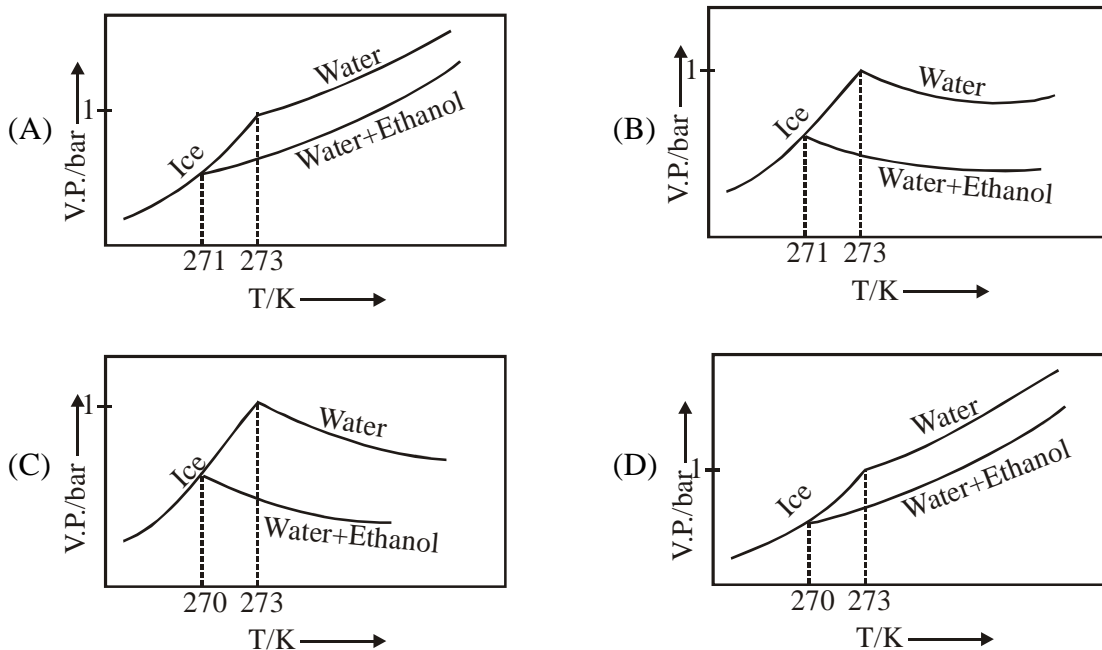 (A)
V.P./bar
1
Ice
Water
Water+Ethanol
271 273
T/K
(B)
V.P./bar
1
Ice
Water
Water+Ethanol
271 273
T/K
(C)
V.P./bar
1
Ice
Water
Water+Ethanol
270 273
T/K
(D)
V.P./bar
1
Ice
Water
Water+Ethanol
270 273
T/K